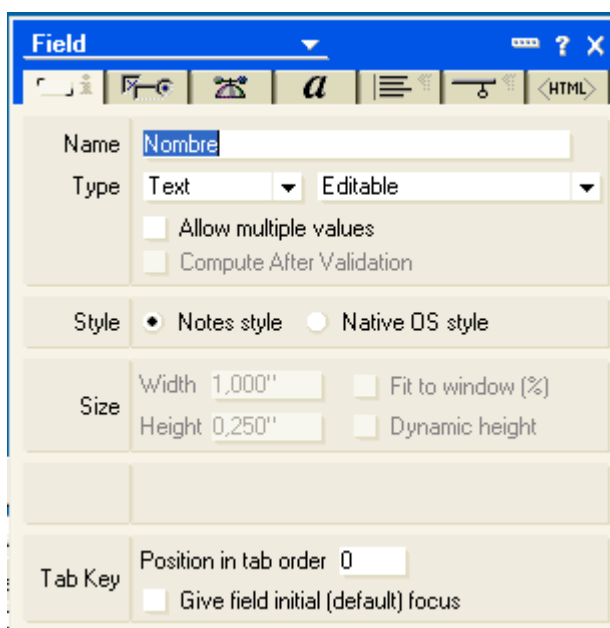 Field ?
a <HTML>
Name Nombre
Type Text Editable
Allow multiple values
Compute After Validation
Style Notes style Native OS style
Width 1,000" Fit to window (%)
Size
Height 0,250" Dynamic height
Position in tab order 0
Tab Key
Give field initial (default) focus